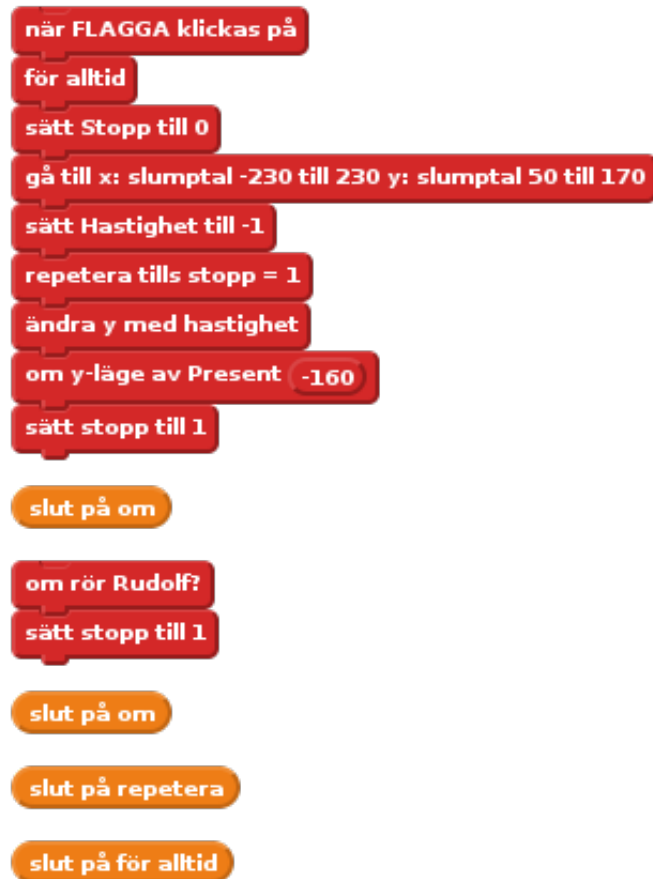 när FLAGGA klickas på
för alltid
sätt Stopp till 0
gå till x: slumptal -230 till 230 y: slumptal 50 till 170
sätt Hastighet till -1
repetera tills stopp = 1
ändra y med hastighet
om y-läge av Present -160
sätt stopp till 1
slut på om
om rör Rudolf?
sätt stopp till 1
slut på om
slut på repetera
slut på för alltid